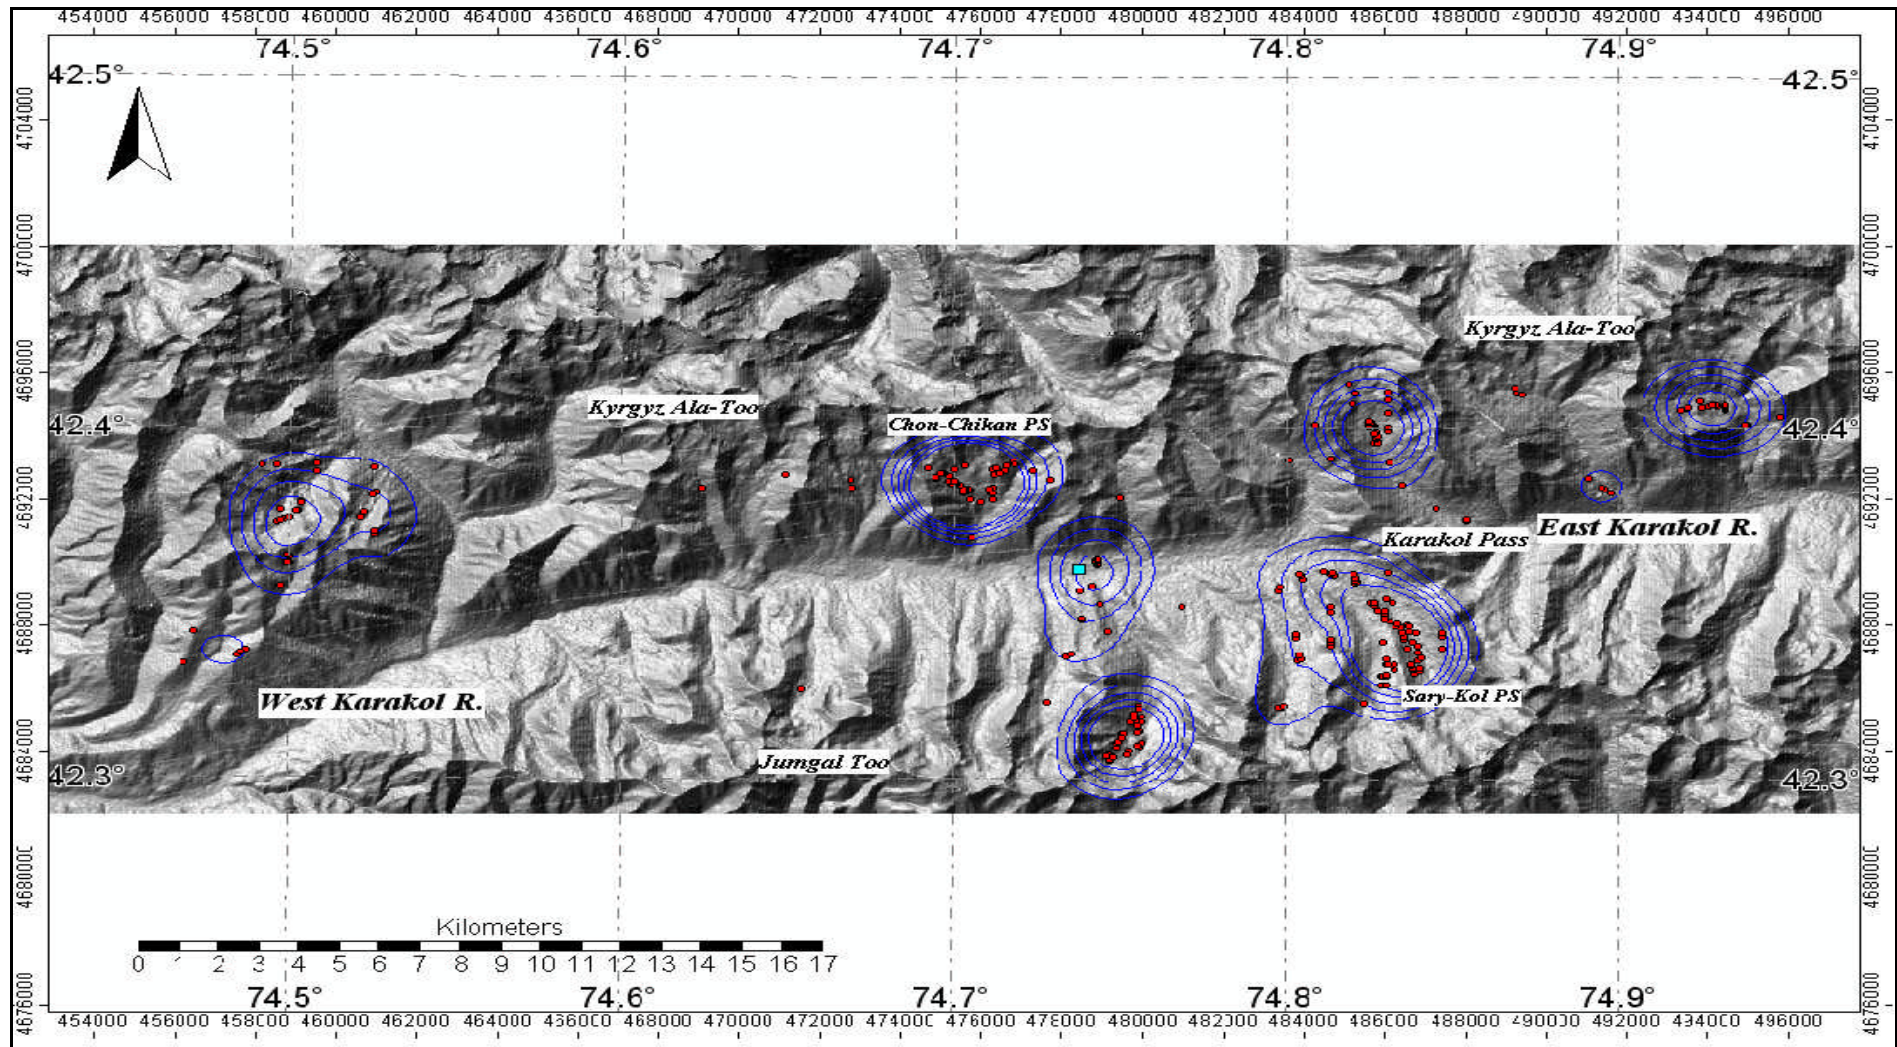 454000 456000 458000 460000 462000 464000 466000 468000 470000 472000 474000 476000 478000 480000 482000 484000 486000 488000 490000 492000 494000 496000
74.5° 74.6° 74.7° 74.8° 74.9°
42.5° 42.5°
4704000 4704000
4700000 4700000
Kyrgyz Ala-Too
4696000 4696000
Kyrgyz Ala-Too
Chon-Chikan PS
42.4° 42.4°
4692000 4692000
East Karakol R.
Karakol Pass
4688000 4688000
West Karakol R.
Sary-Kol PS
4684000 4684000
Jumgal Too
42.3° 42.3°
4680000 4680000
Kilometers
0 1 2 3 4 5 6 7 8 9 10 11 12 13 14 15 16 17
4676000 4676000
74.5° 74.6° 74.7° 74.8° 74.9°
454000 456000 458000 460000 462000 464000 466000 468000 470000 472000 474000 476000 478000 480000 482000 484000 486000 488000 490000 492000 494000 496000